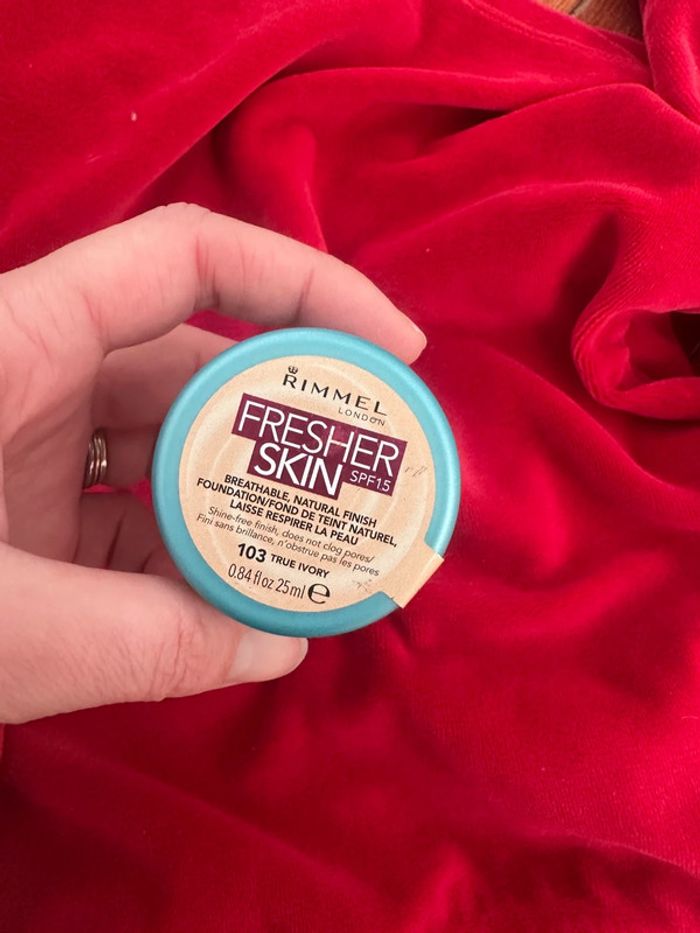 RIMMEL
LONDON
FRESHER
SKIN SPF15
BREATHABLE, NATURAL FINISH
FOUNDATION/FOND DE TEINT NATUREL,
LAISSE RESPIRER LA PEAU
Shine-free finish, does not clog pores/
Fini sans brillance, n'obstrue pas les pores
103 TRUE IVORY
0.84 fl oz 25ml e